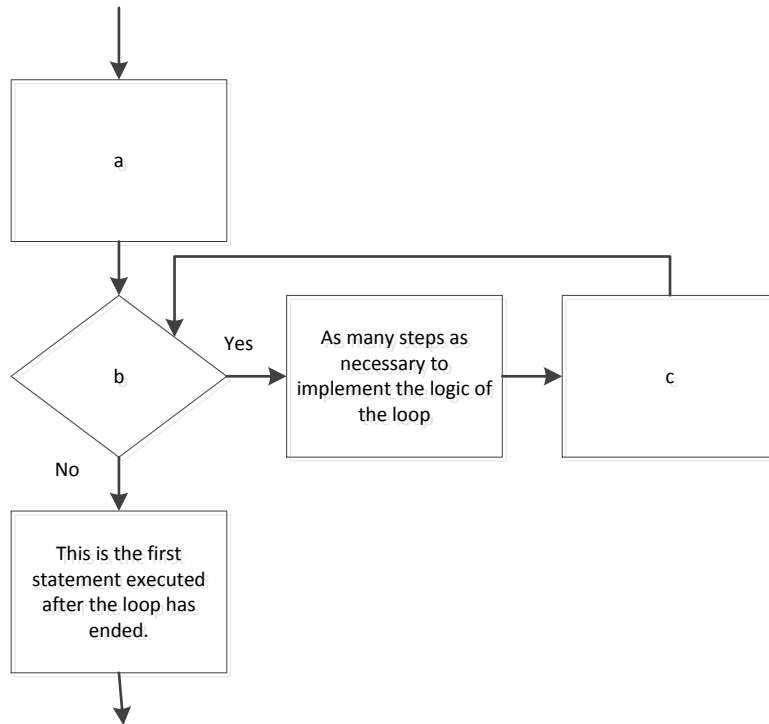 a
b
Yes
As many steps as
necessary to
implement the logic of
the loop
c
No
This is the first
statement executed
after the loop has
ended.